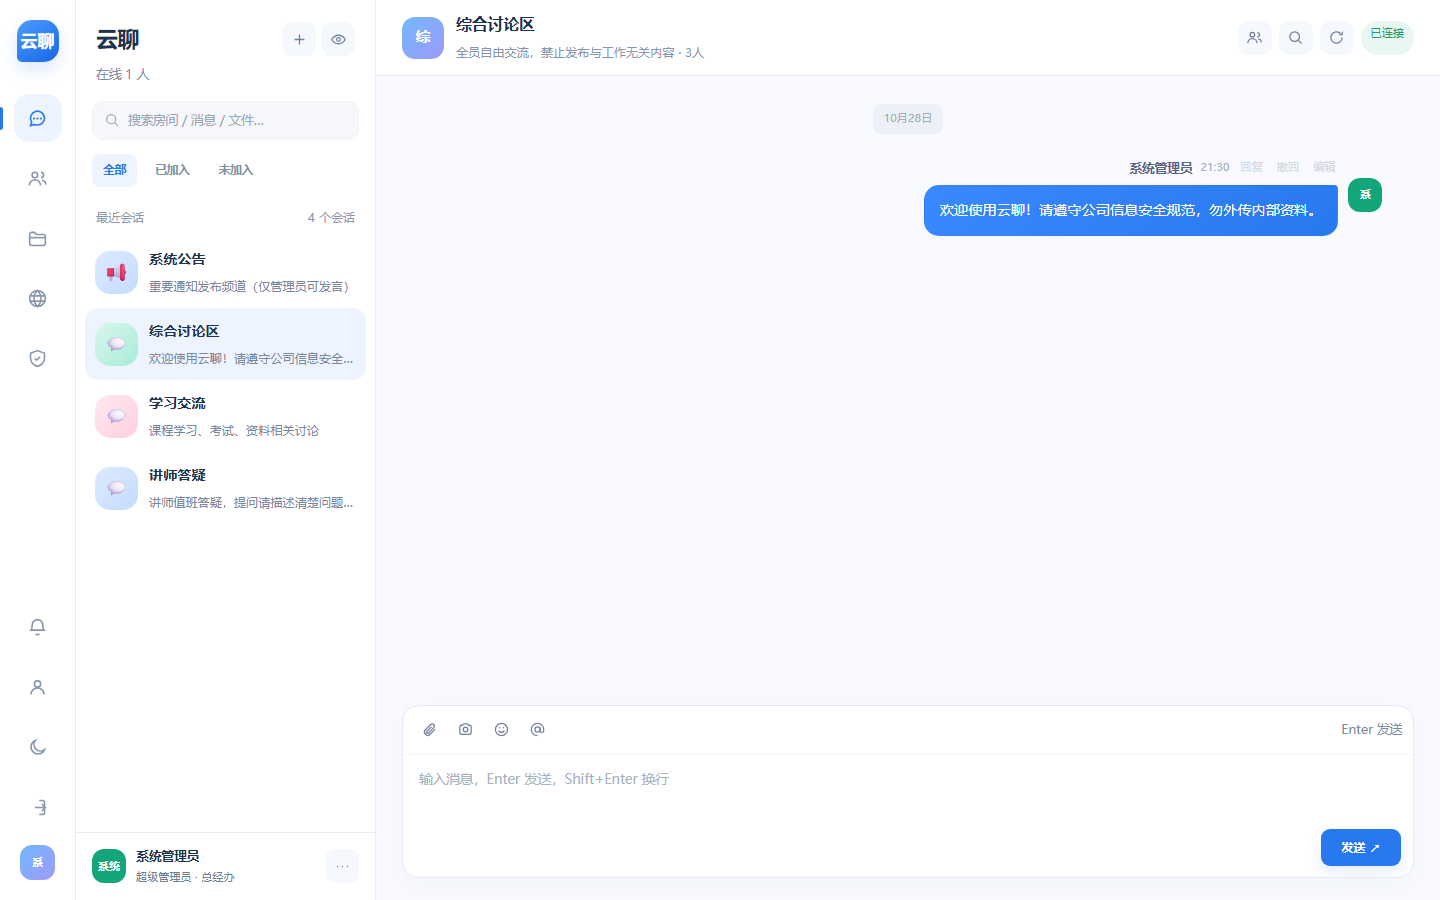 云聊
云聊
在线 1 人
搜索房间 / 消息 / 文件...
全部 已加入 未加入
最近会话 4 个会话
系统公告
重要通知发布频道（仅管理员可发言）
综合讨论区
欢迎使用云聊！请遵守公司信息安全...
学习交流
课程学习、考试、资料相关讨论
讲师答疑
讲师值班答疑，提问请描述清楚问题...
系
系统
系统管理员
超级管理员 · 总经办
综
综合讨论区
全员自由交流，禁止发布与工作无关内容 · 3人
已连接
10月28日
系统管理员 21:30 回复 撤回 编辑
欢迎使用云聊！请遵守公司信息安全规范，勿外传内部资料。
系
Enter 发送
输入消息，Enter 发送，Shift+Enter 换行
发送 ↗